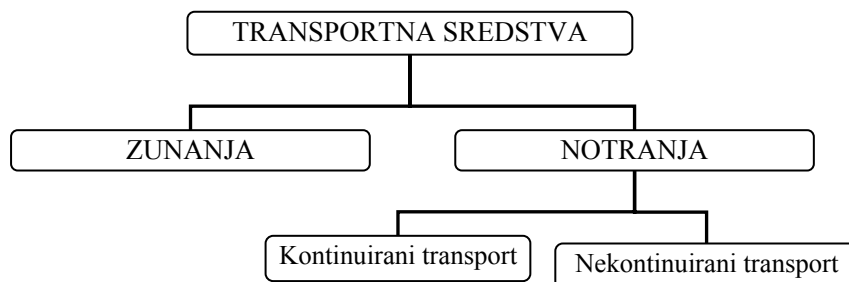 TRANSPORTNA SREDSTVA
ZUNANJA
NOTRANJA
Kontinuirani transport
Nekontinuirani transport